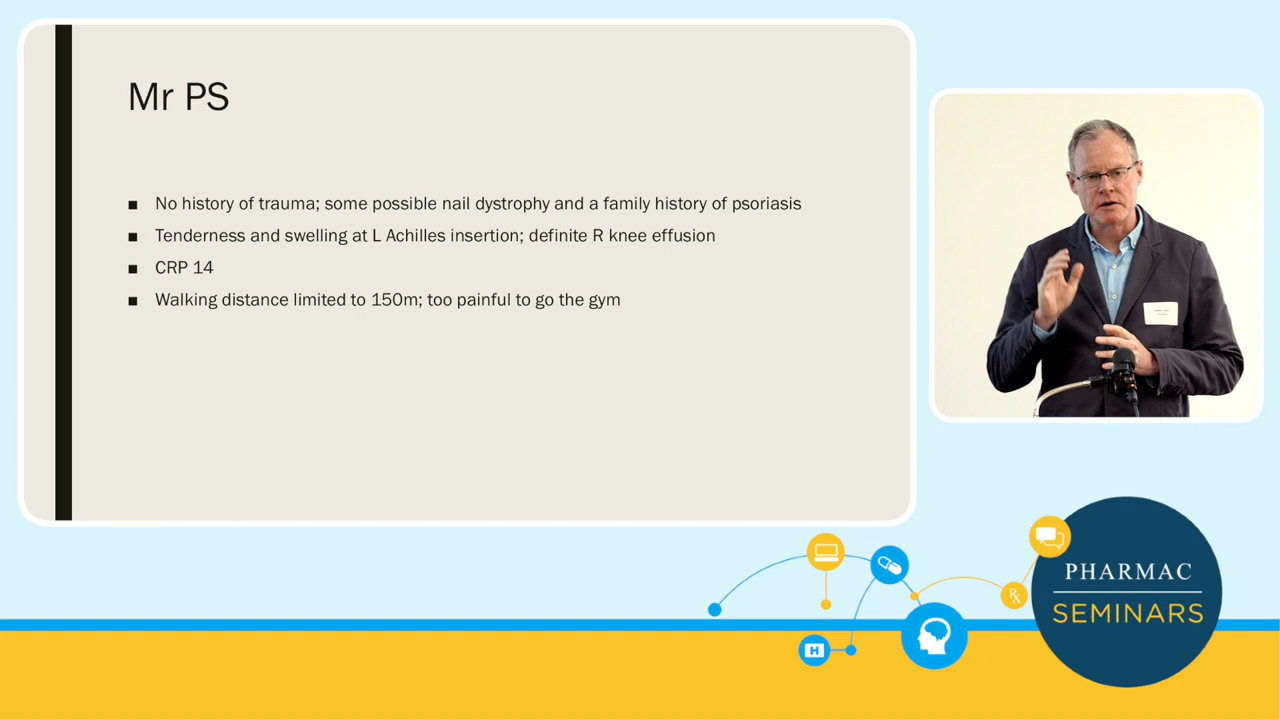 Mr PS
■ No history of trauma; some possible nail dystrophy and a family history of psoriasis
■ Tenderness and swelling at L Achilles insertion; definite R knee effusion
■ CRP 14
■ Walking distance limited to 150m; too painful to go the gym
H
Rx
PHARMAC
SEMINARS